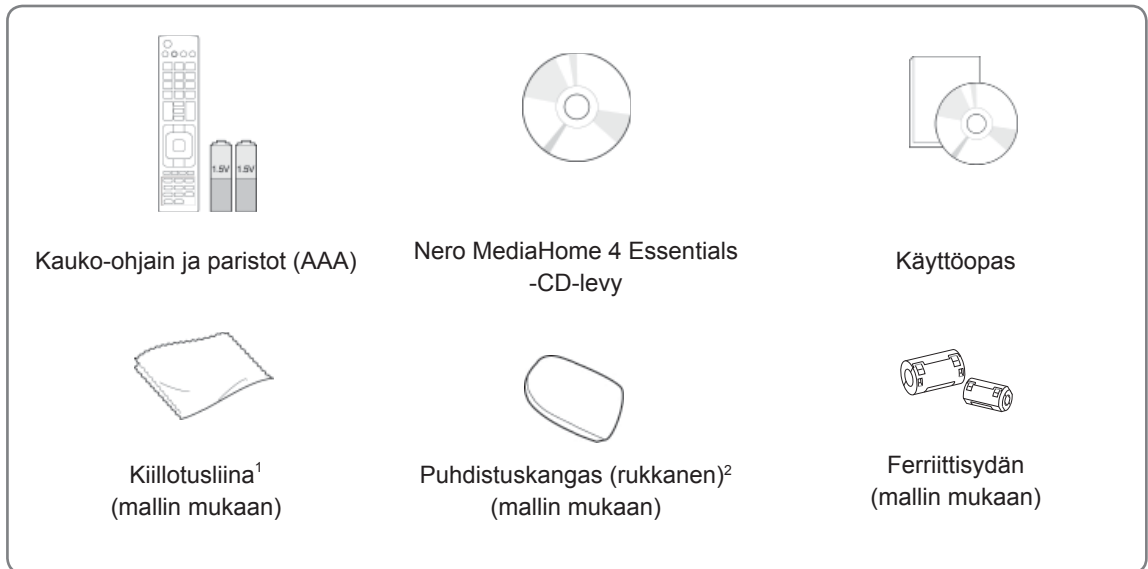 1.5V 1.5V
Kauko-ohjain ja paristot (AAA)
Nero MediaHome 4 Essentials
-CD-levy
Käyttöopas
Kiillotusliina¹
(mallin mukaan)
Puhdistuskangas (rukkanen)²
(mallin mukaan)
Ferriittisydän
(mallin mukaan)